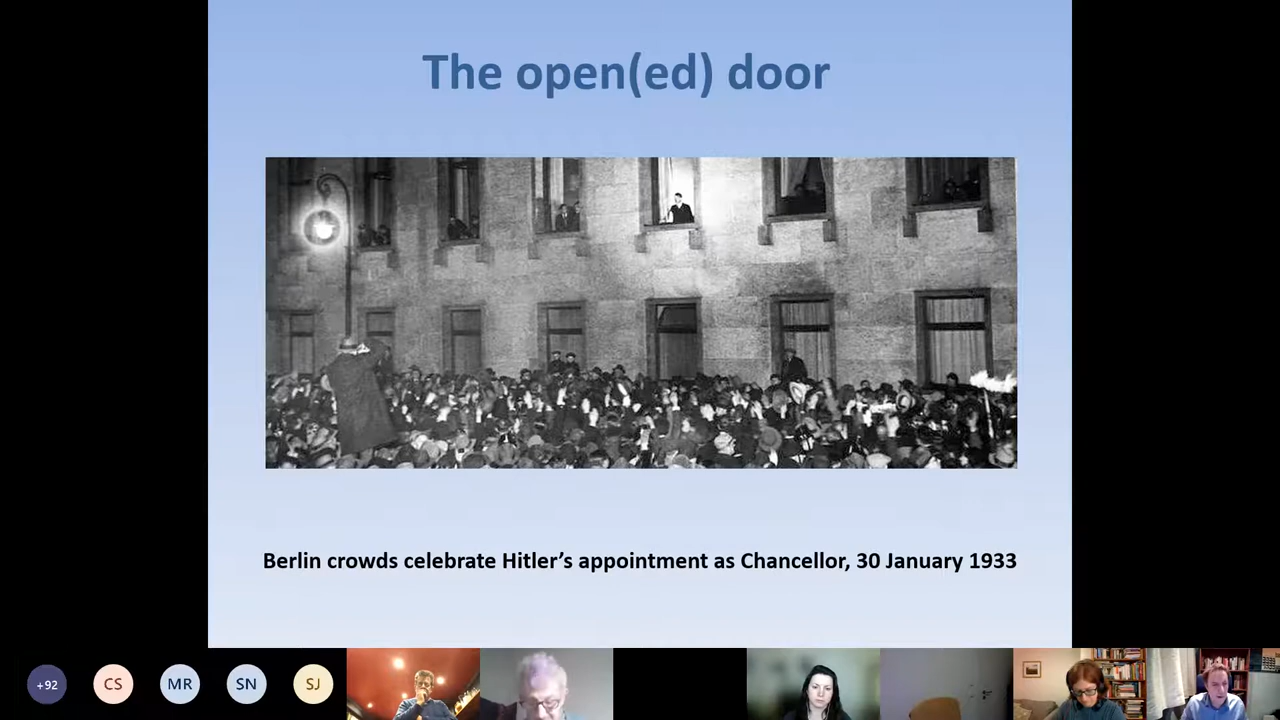 The open(ed) door
Berlin crowds celebrate Hitler’s appointment as Chancellor, 30 January 1933
+92 CS MR SN SJ